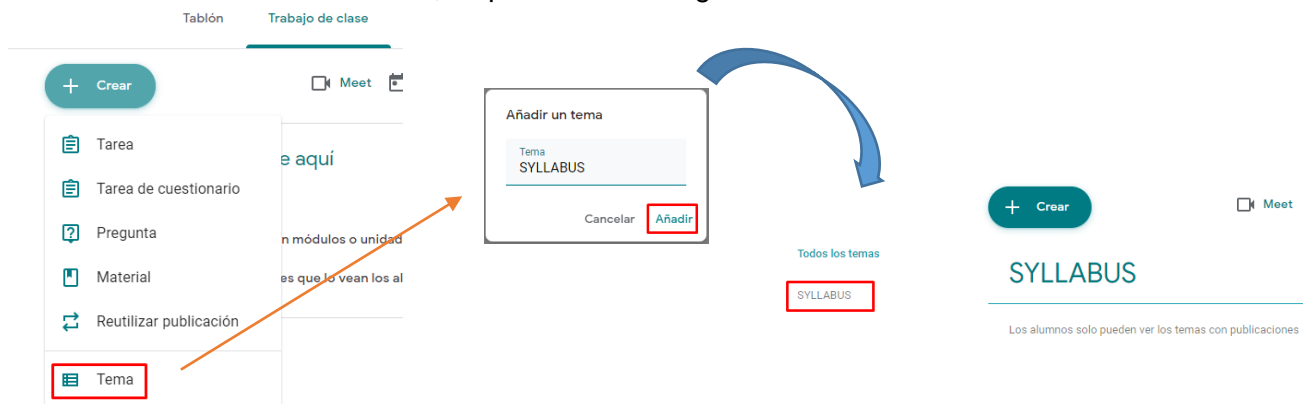 Tablón
Trabajo de clase
Crear
Meet
Tarea
e aquí
Tarea de cuestionario
Pregunta
n módulos o unidad
Material
es que lo vean los al
Reutilizar publicación
Tema
Añadir un tema
Tema
SYLLABUS
Cancelar
Añadir
Todos los temas
SYLLABUS
Crear
Meet
SYLLABUS
Los alumnos solo pueden ver los temas con publicaciones